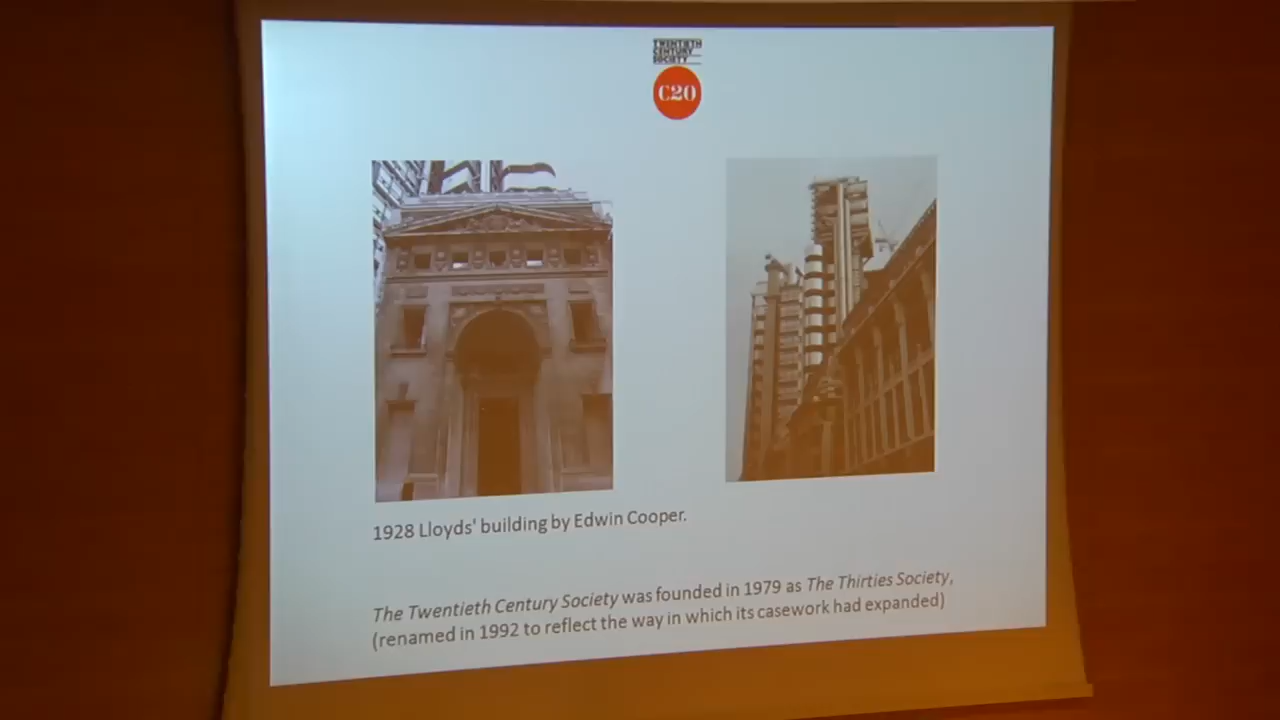 TWENTIETH
CENTURY
SOCIETY
C20
1928 Lloyds' building by Edwin Cooper.
The Twentieth Century Society was founded in 1979 as The Thirties Society,
(renamed in 1992 to reflect the way in which its casework had expanded)